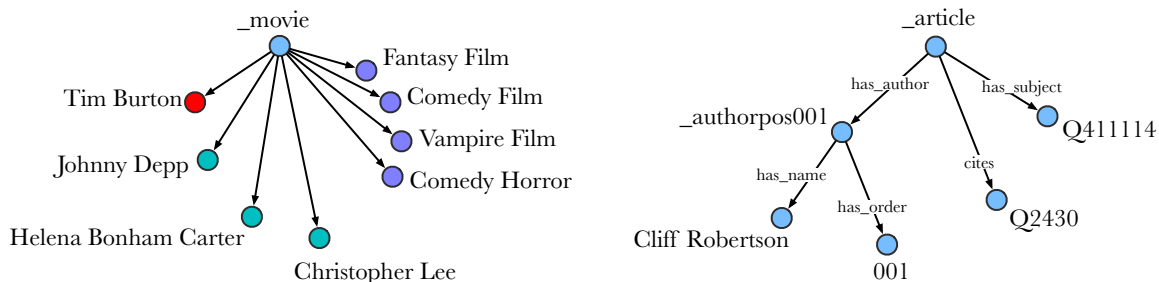 _movie
Fantasy Film
Tim Burton
Comedy Film
Vampire Film
Johnny Depp
Comedy Horror
Helena Bonham Carter
Christopher Lee
_article
has_author
has_subject
_authorpos001
Q411114
has_name
cites
has_order
Q2430
Cliff Robertson
001